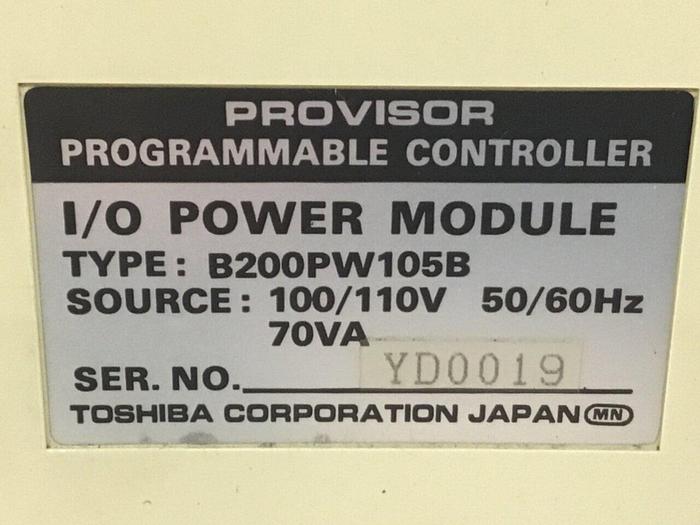 PROVISOR
PROGRAMMABLE CONTROLLER
I/O POWER MODULE
TYPE: B200PW105B
SOURCE: 100/110V 50/60Hz
70VA
SER. NO. YD0019
TOSHIBA CORPORATION JAPAN MN